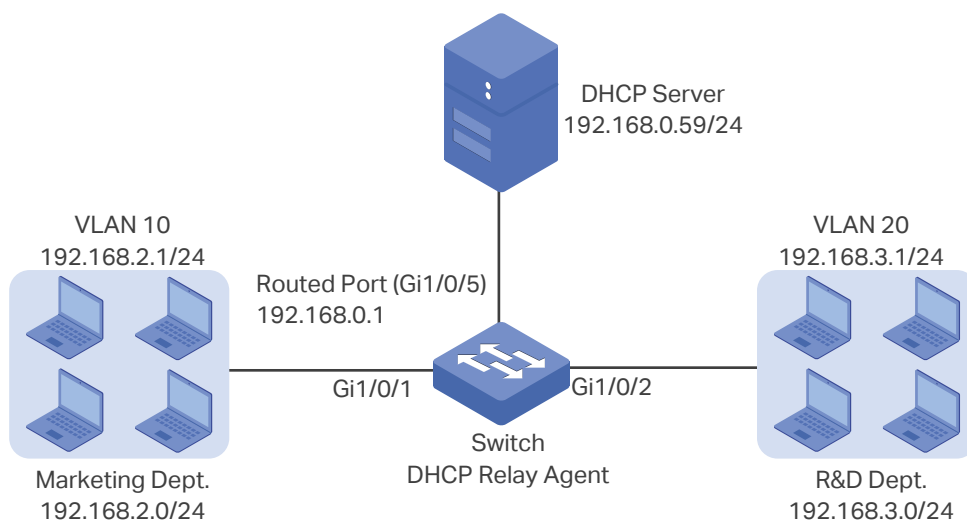 DHCP Server
192.168.0.59/24
VLAN 10
192.168.2.1/24
VLAN 20
192.168.3.1/24
Routed Port (Gi1/0/5)
192.168.0.1
Gi1/0/1
Gi1/0/2
Switch
DHCP Relay Agent
Marketing Dept.
192.168.2.0/24
R&D Dept.
192.168.3.0/24